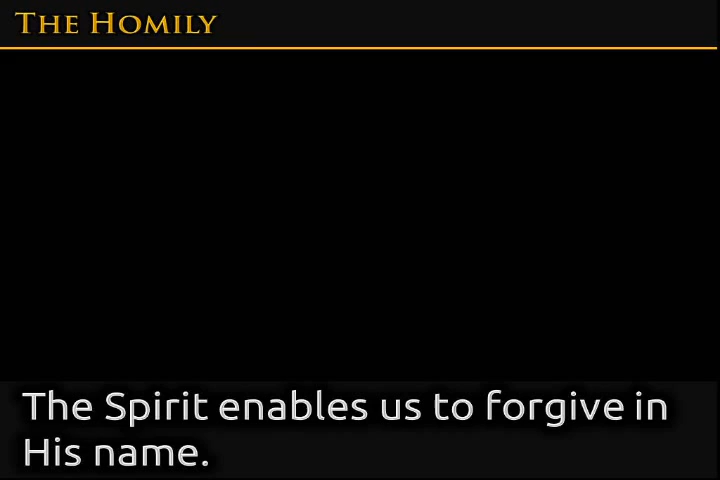 The Homily
The Spirit enables us to forgive in
His name.